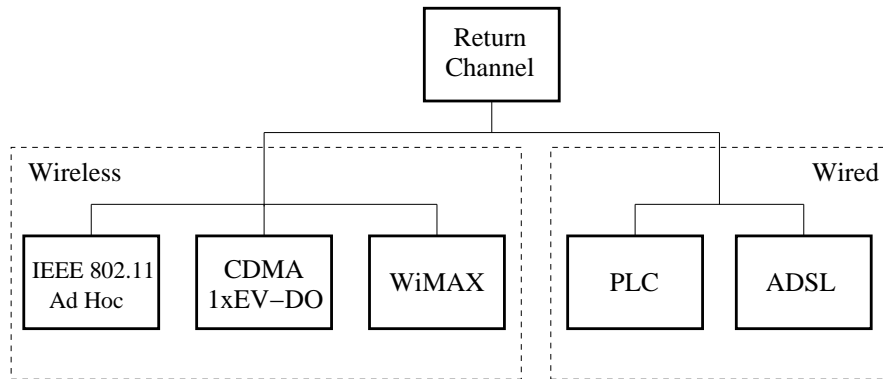 Return
Channel
Wireless
Wired
IEEE 802.11
Ad Hoc
CDMA
1xEV−DO
WiMAX
PLC
ADSL